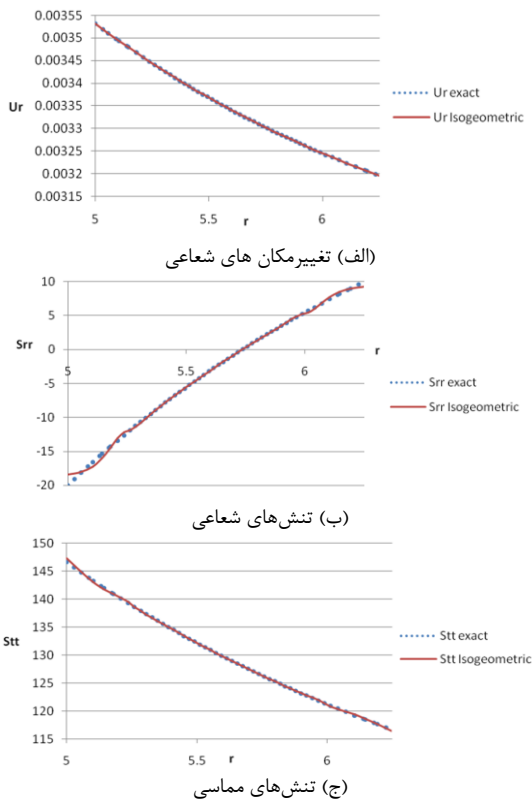 0.00355
0.0035
0.00345
0.0034
0.00335
0.0033
0.00325
0.0032
0.00315
Ur
5
5.5
6
r
Ur exact
Ur Isogeometric
(الف) تغییرمکان های شعاعی
10
5
0
-5
-10
-15
-20
Srr
5
5.5
6
r
Srr exact
Srr Isogeometric
(ب) تنش‌های شعاعی
150
145
140
135
130
125
120
115
Stt
5
5.5
6
r
Stt exact
Stt Isogeometric
(ج) تنش‌های مماسی